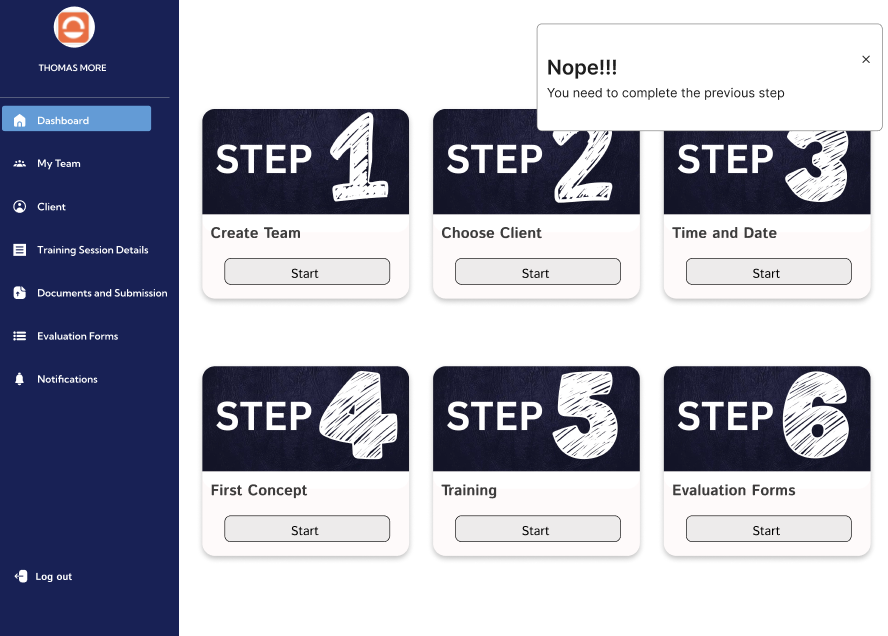 THOMAS MORE
Dashboard
My Team
Client
Training Session Details
Documents and Submission
Evaluation Forms
Notifications
Log out
Nope!!!
×
You need to complete the previous step
STEP 1
Create Team
Start
STEP 2
Choose Client
Start
STEP 3
Time and Date
Start
STEP 4
First Concept
Start
STEP 5
Training
Start
STEP 6
Evaluation Forms
Start